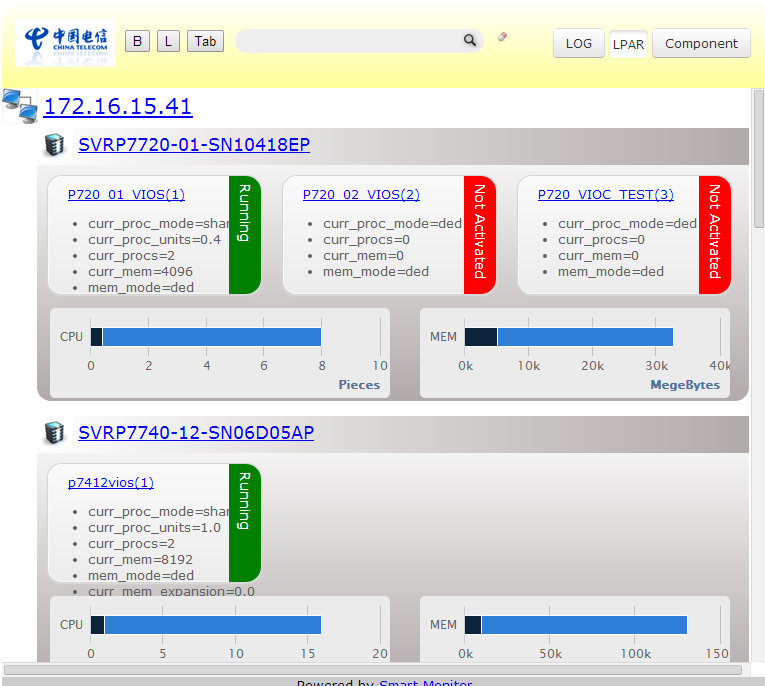 中国电信
CHINA TELECOM
B L Tab
LOG LPAR Component
172.16.15.41
SVRP7720-01-SN10418EP
P720_01_VIOS(1)
curr_proc_mode=shar
curr_proc_units=0.4
curr_procs=2
curr_mem=4096
mem_mode=ded
Running
P720_02_VIOS(2)
curr_proc_mode=ded
curr_procs=0
curr_mem=0
mem_mode=ded
Not Activated
P720_VIOC_TEST(3)
curr_proc_mode=ded
curr_procs=0
curr_mem=0
mem_mode=ded
Not Activated
CPU
0 2 4 6 8 10
Pieces
MEM
0k 10k 20k 30k 40k
MegeBytes
SVRP7740-12-SN06D05AP
p7412vios(1)
curr_proc_mode=shar
curr_proc_units=1.0
curr_procs=2
curr_mem=8192
mem_mode=ded
curr_mem_expansion=0.0
Running
CPU
0 5 10 15 20
MEM
0k 50k 100k 150
Powered by Smart Monitor